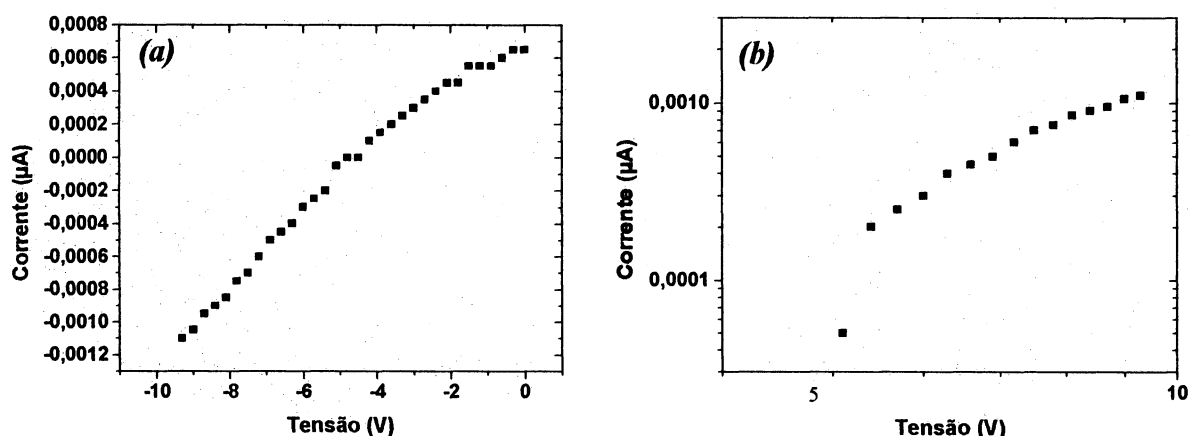 (a)
Corrente (µA)
0,0008
0,0006
0,0004
0,0002
0,0000
-0,0002
-0,0004
-0,0006
-0,0008
-0,0010
-0,0012
-10 -8 -6 -4 -2 0
Tensão (V)
(b)
Corrente (µA)
0,0010
0,0001
5 10
Tensão (V)